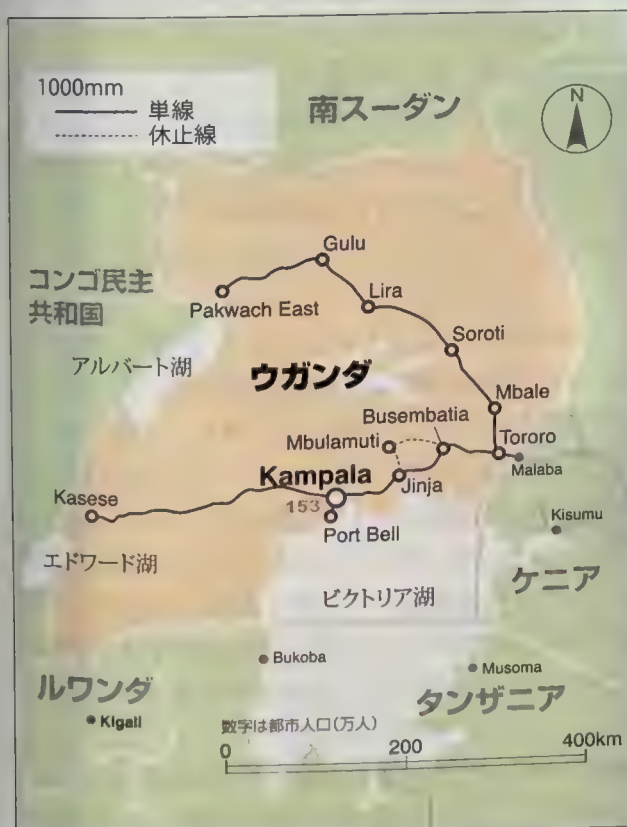 1000mm
単線
休止線
南スーダン
N
コンゴ民主
共和国
Gulu
Pakwach East
Lira
アルバート湖
Soroti
ウガンダ
Mbale
Busembatia
Mbulamuti
Tororo
Malaba
Kampala
Jinja
Kasese
153
Port Bell
Kisumu
エドワード湖
ビクトリア湖
ケニア
Bukoba
Musoma
ルワンダ
タンザニア
Kigali
数字は都市人口(万人)
0
200
400km